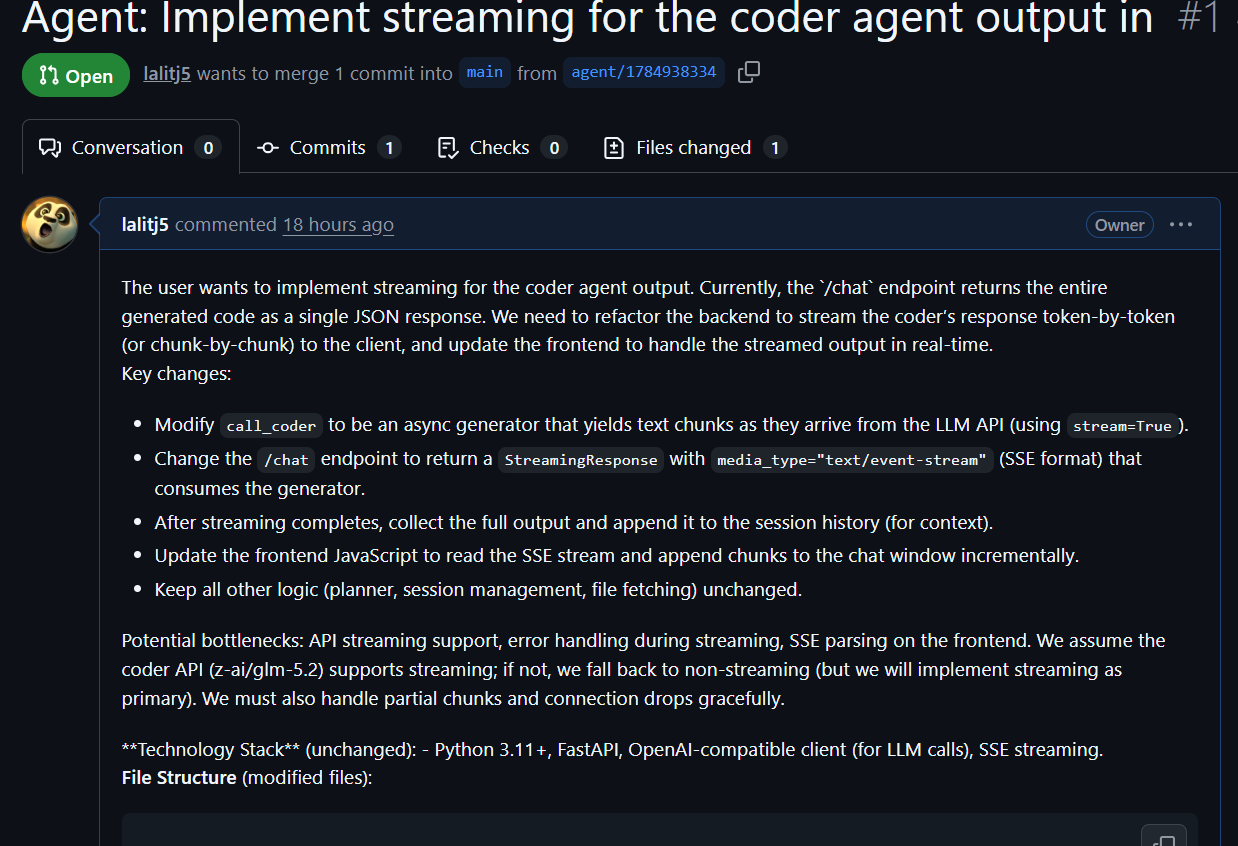 Agent: Implement streaming for the coder agent output in #1
Open lalitj5 wants to merge 1 commit into main from agent/1784938334
Conversation 0 Commits 1 Checks 0 Files changed 1
lalitj5 commented 18 hours ago Owner
The user wants to implement streaming for the coder agent output. Currently, the `/chat` endpoint returns the entire
generated code as a single JSON response. We need to refactor the backend to stream the coder’s response token-by-token
(or chunk-by-chunk) to the client, and update the frontend to handle the streamed output in real-time.
Key changes:
• Modify call_coder to be an async generator that yields text chunks as they arrive from the LLM API (using stream=True).
• Change the /chat endpoint to return a StreamingResponse with media_type="text/event-stream" (SSE format) that
consumes the generator.
• After streaming completes, collect the full output and append it to the session history (for context).
• Update the frontend JavaScript to read the SSE stream and append chunks to the chat window incrementally.
• Keep all other logic (planner, session management, file fetching) unchanged.
Potential bottlenecks: API streaming support, error handling during streaming, SSE parsing on the frontend. We assume the
coder API (z-ai/glm-5.2) supports streaming; if not, we fall back to non-streaming (but we will implement streaming as
primary). We must also handle partial chunks and connection drops gracefully.
**Technology Stack** (unchanged): - Python 3.11+, FastAPI, OpenAI-compatible client (for LLM calls), SSE streaming.
File Structure (modified files):